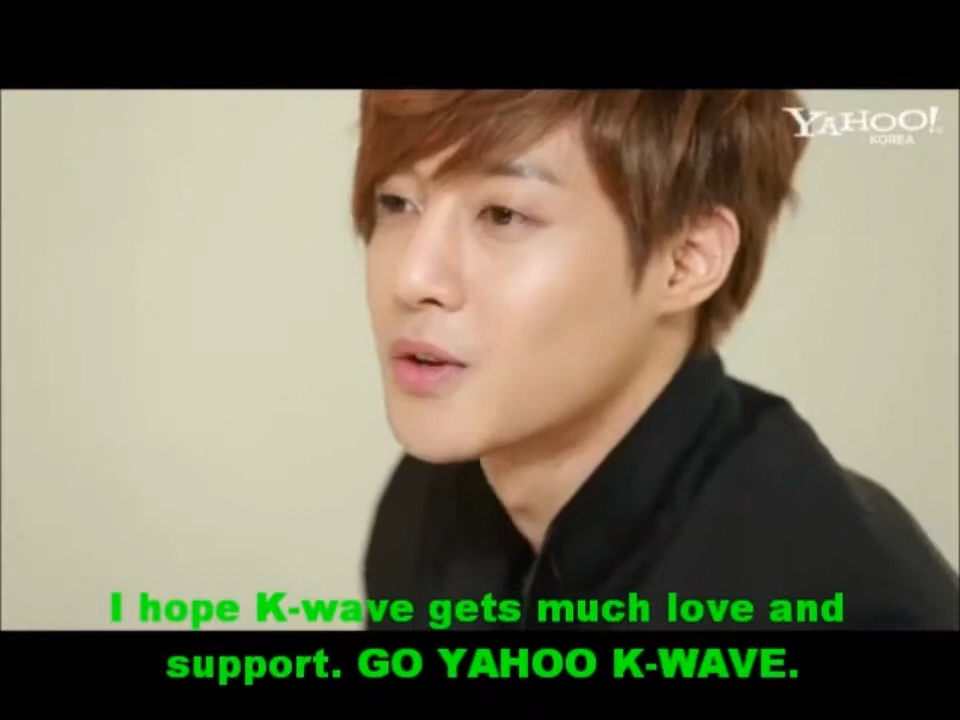 YAHOO!
KOREA
I hope K-wave gets much love and
support. GO YAHOO K-WAVE.